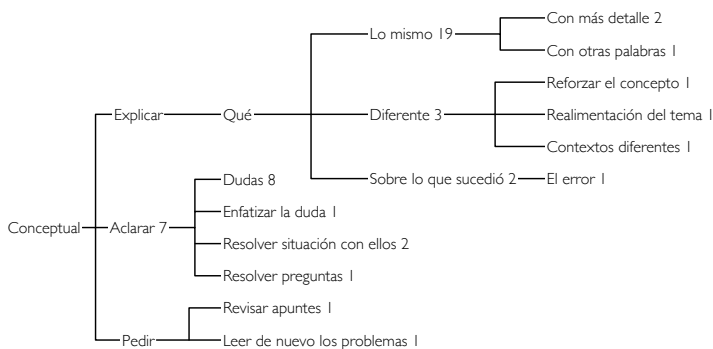 Con más detalle 2
Lo mismo 19
Con otras palabras 1
Reforzar el concepto 1
Explicar
Qué
Diferente 3
Realimentación del tema 1
Contextos diferentes 1
Dudas 8
Sobre lo que sucedió 2
El error 1
Enfatizar la duda 1
Conceptual
Aclarar 7
Resolver situación con ellos 2
Resolver preguntas 1
Revisar apuntes 1
Pedir
Leer de nuevo los problemas 1